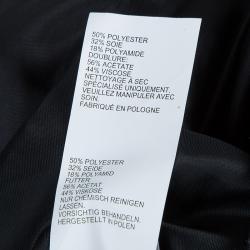 50% POLYESTER
32% SOIE
18% POLYAMIDE
DOUBLURE:
56% ACETATE
44% VISCOSE
NETTOYAGE À SEC
SPÉCIALISÉ UNIQUEMENT.
VEUILLEZ MANIPULER AVEC
SOIN.
FABRIQUÉ EN POLOGNE
50% POLYESTER
32% SEIDE
18% POLYAMID
FUTTER:
56% ACETAT
44% VISKOSE
NUR CHEMISCH REINIGEN
LASSEN.
VORSICHTIG BEHANDELN.
HERGESTELLT IN POLEN